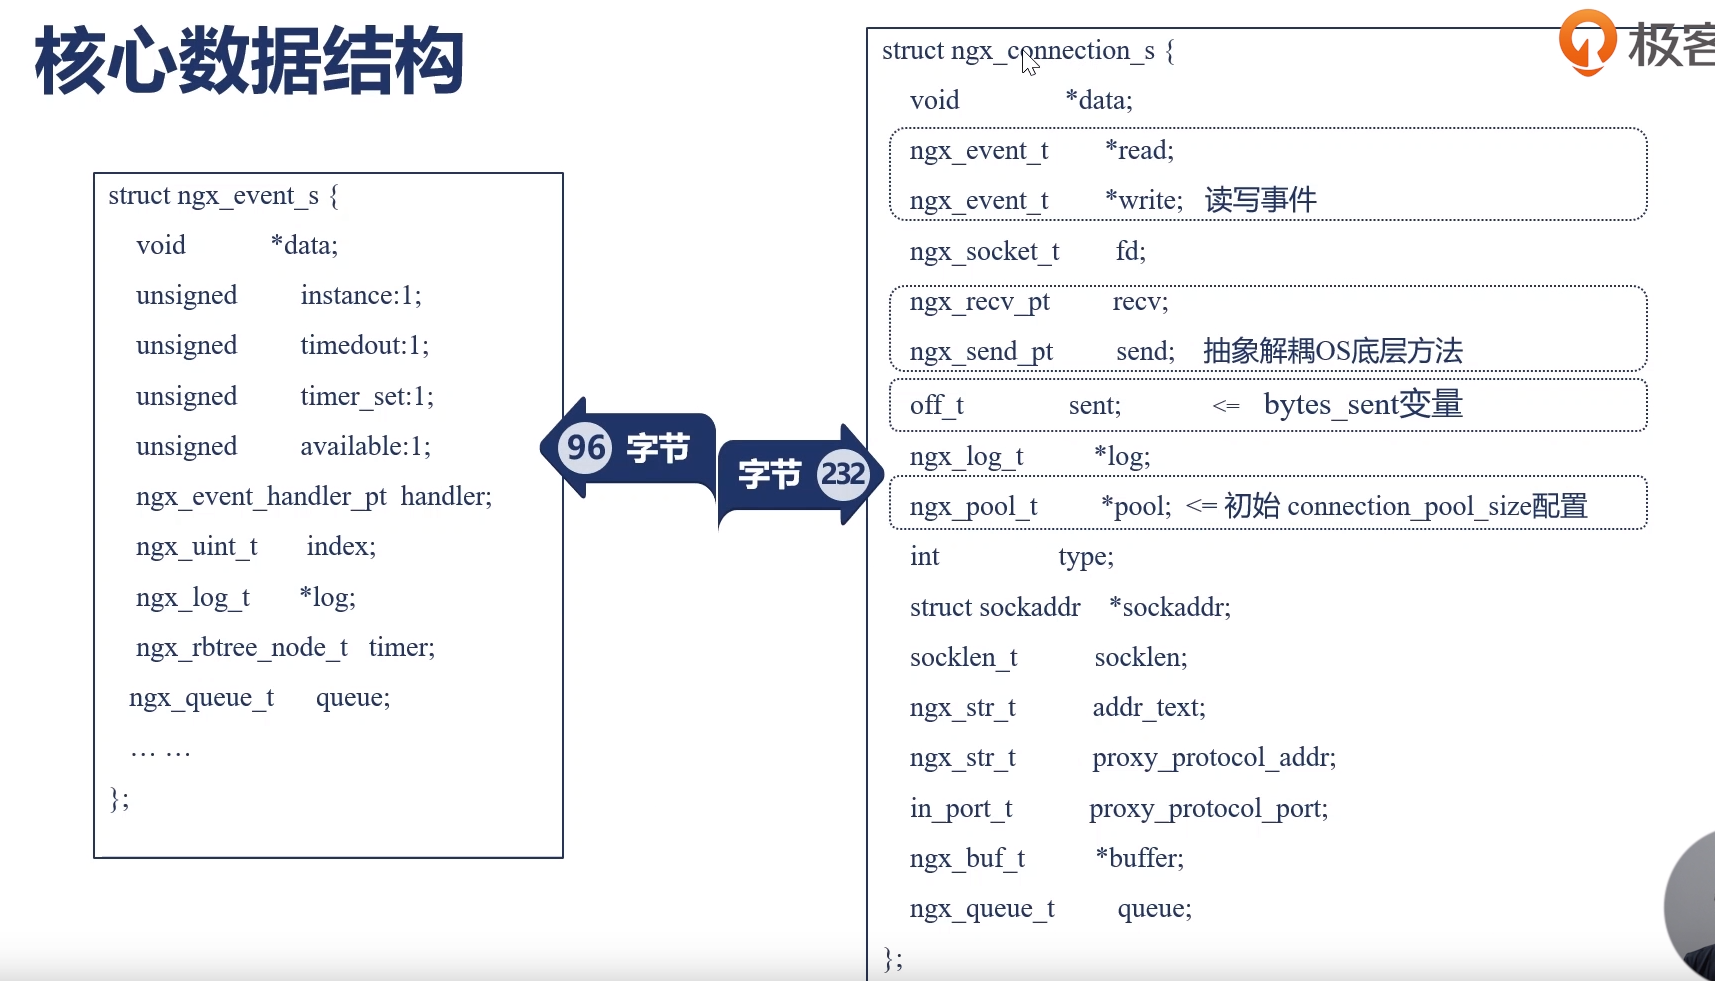 核心数据结构
struct ngx_event_s {
void *data;
unsigned instance:1;
unsigned timedout:1;
unsigned timer_set:1;
unsigned available:1;
ngx_event_handler_pt handler;
ngx_uint_t index;
ngx_log_t *log;
ngx_rbtree_node_t timer;
ngx_queue_t queue;
… …
};
96 字节
字节 232
struct ngx_connection_s {
void *data;
ngx_event_t *read;
ngx_event_t *write; 读写事件
ngx_socket_t fd;
ngx_recv_pt recv;
ngx_send_pt send; 抽象解耦OS底层方法
off_t sent; <= bytes_sent变量
ngx_log_t *log;
ngx_pool_t *pool; <= 初始 connection_pool_size配置
int type;
struct sockaddr *sockaddr;
socklen_t socklen;
ngx_str_t addr_text;
ngx_str_t proxy_protocol_addr;
in_port_t proxy_protocol_port;
ngx_buf_t *buffer;
ngx_queue_t queue;
};
极客